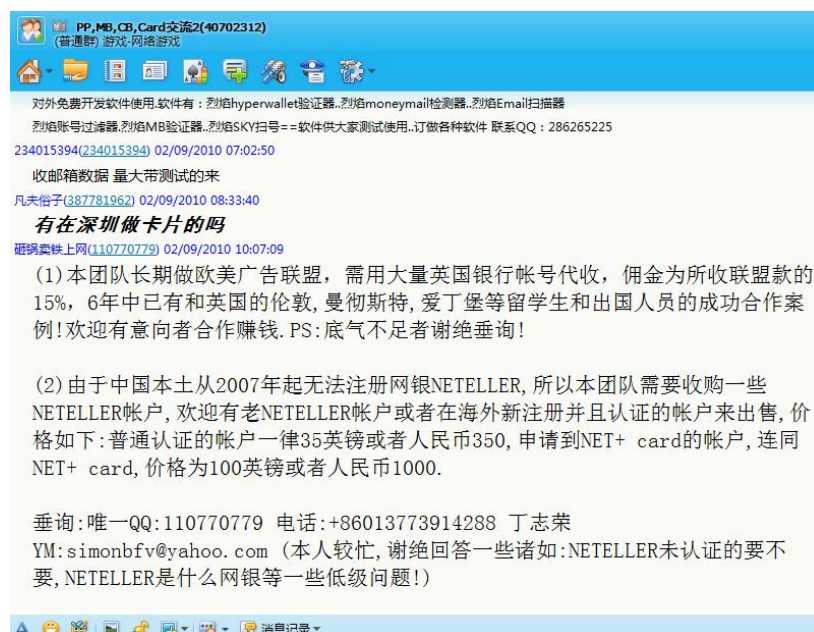 PP,MB,CB,Card交流2(40702312)
(普通群) 游戏-网络游戏
对外免费开发软件使用.软件有：烈焰hyperwallet验证器..烈焰moneymail检测器..烈焰Email扫描器
烈焰账号过滤器.烈焰MB验证器..烈焰SKY扫号==软件供大家测试使用..订做各种软件 联系QQ：286265225
234015394(234015394) 02/09/2010 07:02:50
收邮箱数据 量大带测试的来
凡夫俗子(387781962) 02/09/2010 08:33:40
有在深圳做卡片的吗
砸锅卖铁上网(110770779) 02/09/2010 10:07:09
(1)本团队长期做欧美广告联盟，需用大量英国银行帐号代收，佣金为所收联盟款的
15%，6年中已有和英国的伦敦,曼彻斯特,爱丁堡等留学生和出国人员的成功合作案
例!欢迎有意向者合作赚钱.PS:底气不足者谢绝垂询!
(2)由于中国本土从2007年起无法注册网银NETELLER,所以本团队需要收购一些
NETELLER帐户,欢迎有老NETELLER帐户或者在海外新注册并且认证的帐户来出售,价
格如下:普通认证的帐户一律35英镑或者人民币350,申请到NET+ card的帐户,连同
NET+ card,价格为100英镑或者人民币1000.
垂询:唯一QQ:110770779 电话:+86013773914288 丁志荣
YM:simonbfv@yahoo.com (本人较忙,谢绝回答一些诸如:NETELLER未认证的要不
要,NETELLER是什么网银等一些低级问题!)
消息记录